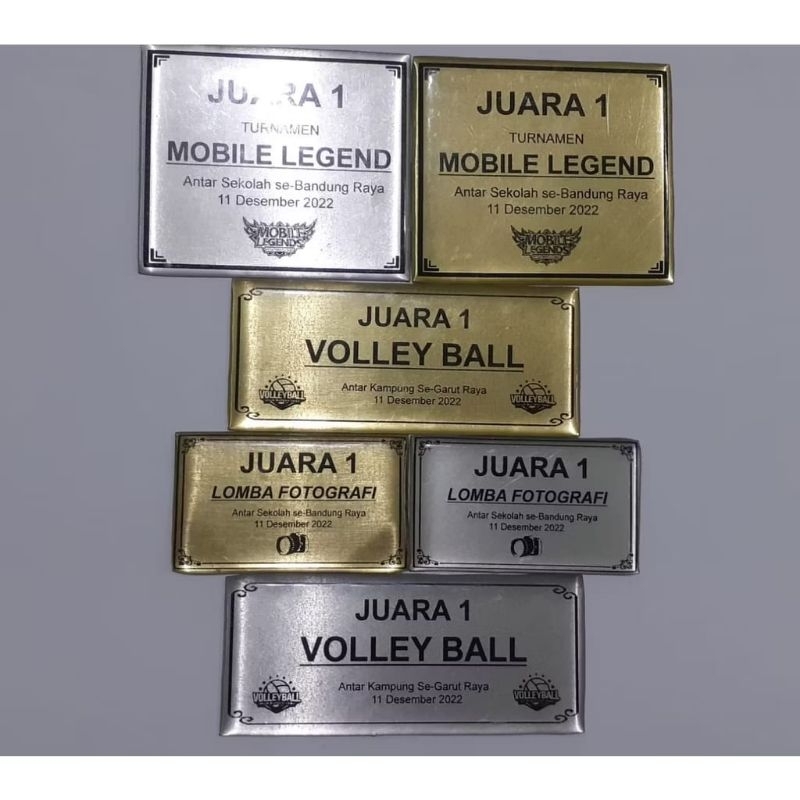 JUARA 1
TURNAMEN
MOBILE LEGEND
Antar Sekolah se-Bandung Raya
11 Desember 2022
MOBILE
LEGENDS
JUARA 1
TURNAMEN
MOBILE LEGEND
Antar Sekolah se-Bandung Raya
11 Desember 2022
MOBILE
LEGENDS
JUARA 1
VOLLEY BALL
Antar Kampung Se-Garut Raya
11 Desember 2022
VOLLEYBALL
VOLLEYBALL
JUARA 1
LOMBA FOTOGRAFI
Antar Sekolah se-Bandung Raya
11 Desember 2022
JUARA 1
LOMBA FOTOGRAFI
Antar Sekolah se-Bandung Raya
11 Desember 2022
JUARA 1
VOLLEY BALL
Antar Kampung Se-Garut Raya
11 Desember 2022
VOLLEYBALL
VOLLEYBALL